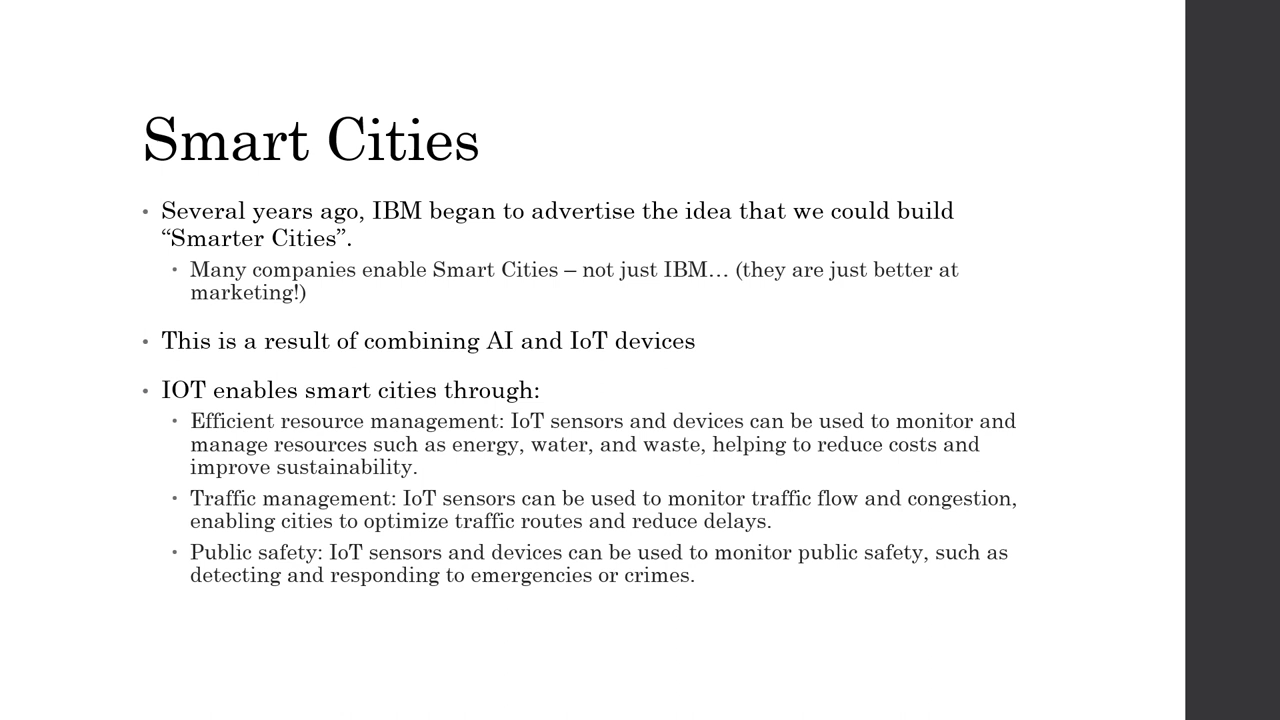 Smart Cities
• Several years ago, IBM began to advertise the idea that we could build
“Smarter Cities”.
• Many companies enable Smart Cities – not just IBM… (they are just better at
marketing!)
• This is a result of combining AI and IoT devices
• IOT enables smart cities through:
• Efficient resource management: IoT sensors and devices can be used to monitor and
manage resources such as energy, water, and waste, helping to reduce costs and
improve sustainability.
• Traffic management: IoT sensors can be used to monitor traffic flow and congestion,
enabling cities to optimize traffic routes and reduce delays.
• Public safety: IoT sensors and devices can be used to monitor public safety, such as
detecting and responding to emergencies or crimes.